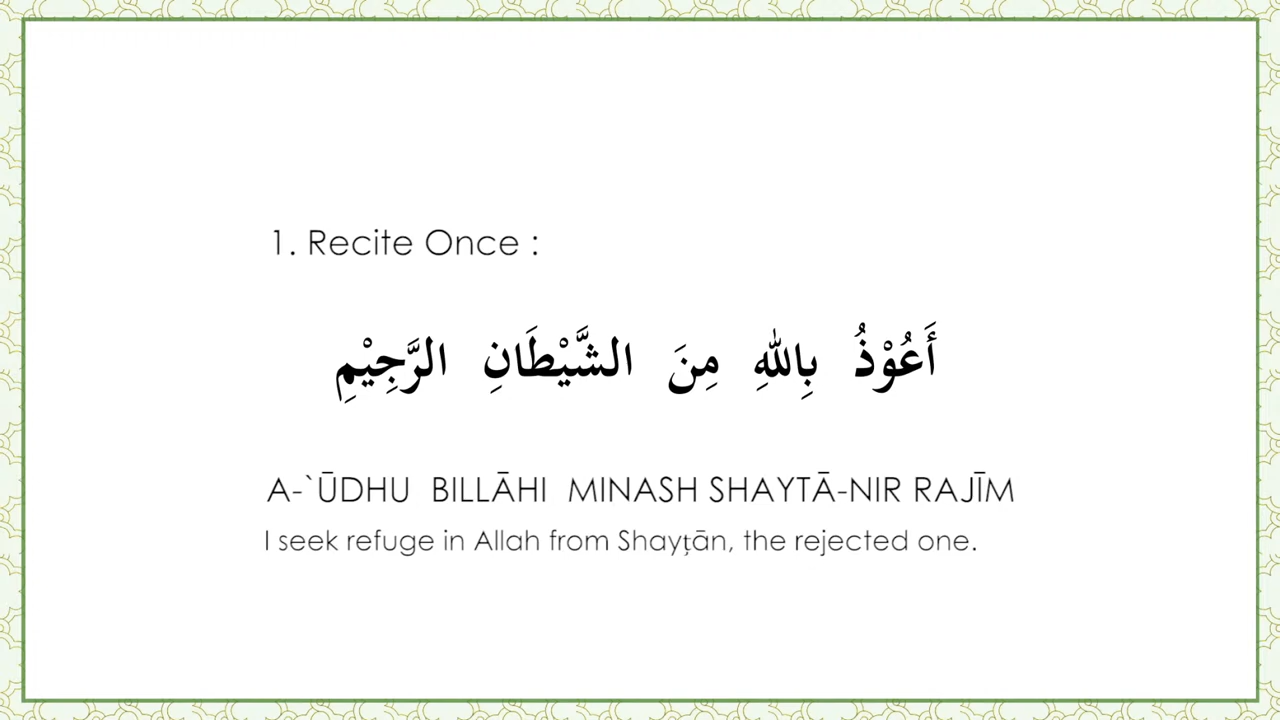 1. Recite Once :
أَعُوْذُ بِاللهِ مِنَ الشَّيْطَانِ الرَّجِيْمِ
A-`ŪDHU BILLĀHI MINASH SHAYTĀ-NIR RAJĪM
I seek refuge in Allah from Shayṭān, the rejected one.